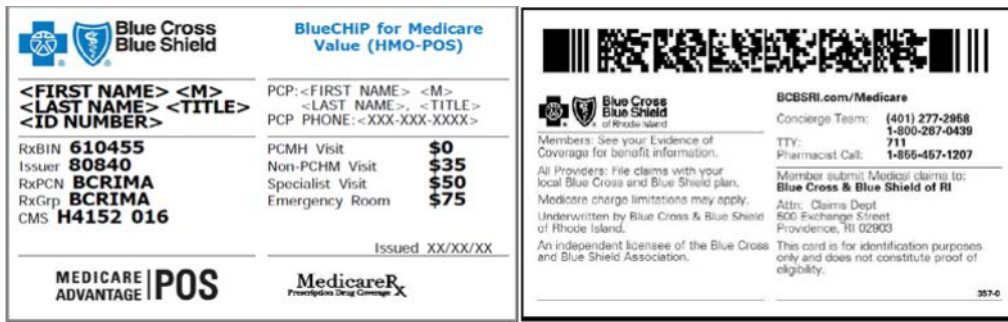 Blue Cross
Blue Shield
BlueCHiP for Medicare
Value (HMO-POS)
<FIRST NAME> <M>
<LAST NAME> <TITLE>
<ID NUMBER>
PCP:<FIRST NAME> <M>
<LAST NAME>, <TITLE>
PCP PHONE:<XXX-XXX-XXXX>
RxBIN 610455
Issuer 80840
RxPCN BCRIMA
RxGrp BCRIMA
CMS H4152 016
PCMH Visit $0
Non-PCHM Visit $35
Specialist Visit $50
Emergency Room $75
Issued XX/XX/XX
MEDICARE
ADVANTAGE POS
MedicareRx
Prescription Drug Coverage
Blue Cross
Blue Shield
of Rhode Island
Members: See your Evidence of
Coverage for benefit information.
All Providers: File claims with your
local Blue Cross and Blue Shield plan.
Medicare charge limitations may apply.
Underwritten by Blue Cross & Blue Shield
of Rhode Island.
An independent licensee of the Blue Cross
and Blue Shield Association.
BCBSRI.com/Medicare
Concierge Team: (401) 277-2958
1-800-267-0439
TTY: 711
Pharmacist Call: 1-855-457-1207
Member submit Medical claims to:
Blue Cross & Blue Shield of RI
Attn: Claims Dept
500 Exchange Street
Providence, RI 02903
This card is for identification purposes
only and does not constitute proof of
eligibility.
357-0